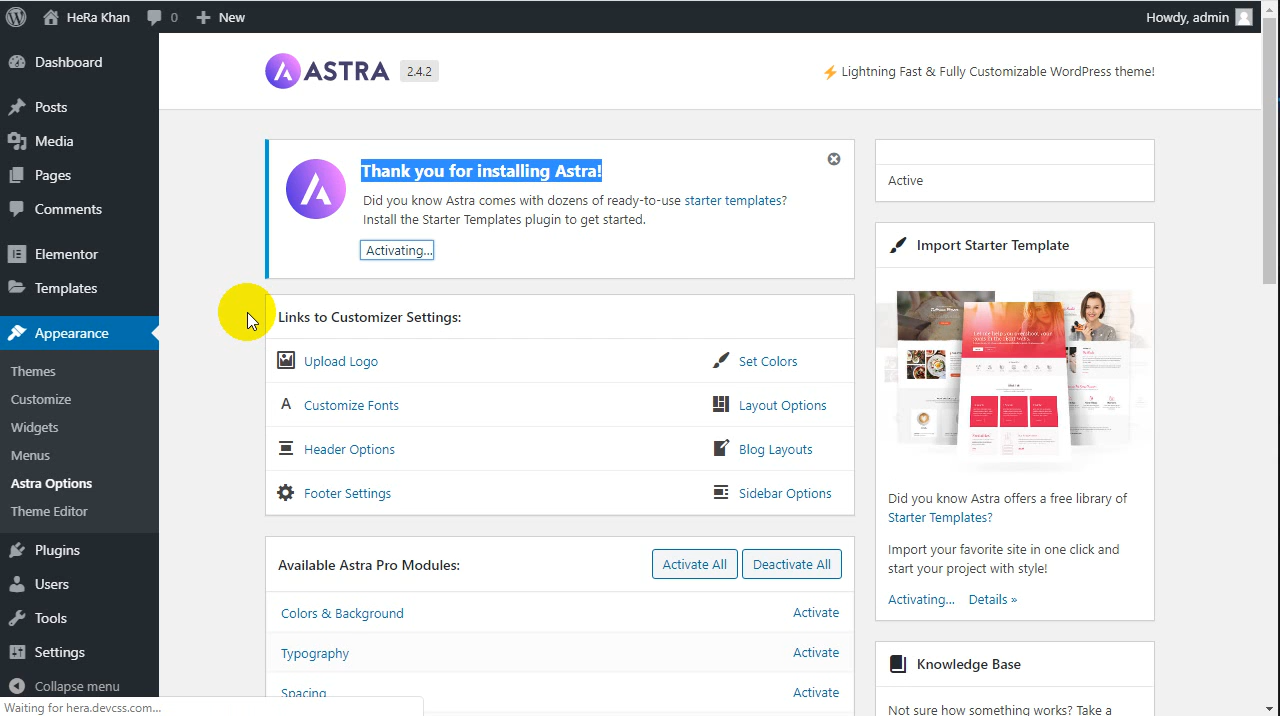 HeRa Khan 0 New Howdy, admin
Dashboard
Posts
Media
Pages
Comments
Elementor
Templates
Appearance
Themes
Customize
Widgets
Menus
Astra Options
Theme Editor
Plugins
Users
Tools
Settings
Collapse menu
ASTRA 2.4.2
Lightning Fast & Fully Customizable WordPress theme!
Thank you for installing Astra!
Did you know Astra comes with dozens of ready-to-use starter templates?
Install the Starter Templates plugin to get started.
Activating...
Links to Customizer Settings:
Upload Logo Set Colors
Customize Fonts Layout Options
Header Options Blog Layouts
Footer Settings Sidebar Options
Available Astra Pro Modules: Activate All Deactivate All
Colors & Background Activate
Typography Activate
Spacing Activate
Active
Import Starter Template
Did you know Astra offers a free library of
Starter Templates?
Import your favorite site in one click and
start your project with style!
Activating... Details »
Knowledge Base
Not sure how something works? Take a
Waiting for hera.devcss.com...